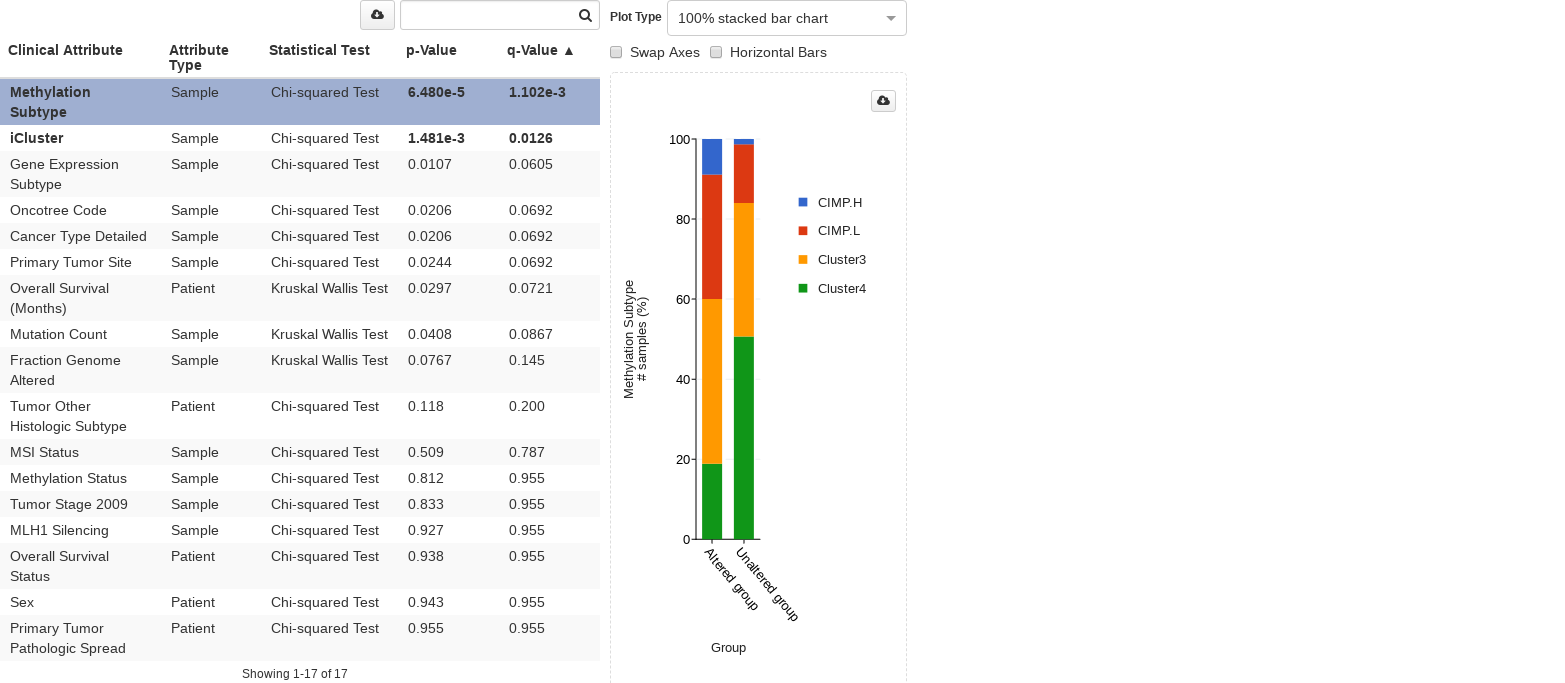 Plot Type 100% stacked bar chart
Swap Axes Horizontal Bars
Clinical Attribute Attribute Type Statistical Test p-Value q-Value ▲
Methylation Subtype Sample Chi-squared Test 6.480e-5 1.102e-3
iCluster Sample Chi-squared Test 1.481e-3 0.0126
Gene Expression Subtype Sample Chi-squared Test 0.0107 0.0605
Oncotree Code Sample Chi-squared Test 0.0206 0.0692
Cancer Type Detailed Sample Chi-squared Test 0.0206 0.0692
Primary Tumor Site Sample Chi-squared Test 0.0244 0.0692
Overall Survival (Months) Patient Kruskal Wallis Test 0.0297 0.0721
Mutation Count Sample Kruskal Wallis Test 0.0408 0.0867
Fraction Genome Altered Sample Kruskal Wallis Test 0.0767 0.145
Tumor Other Histologic Subtype Patient Chi-squared Test 0.118 0.200
MSI Status Sample Chi-squared Test 0.509 0.787
Methylation Status Sample Chi-squared Test 0.812 0.955
Tumor Stage 2009 Sample Chi-squared Test 0.833 0.955
MLH1 Silencing Sample Chi-squared Test 0.927 0.955
Overall Survival Status Patient Chi-squared Test 0.938 0.955
Sex Patient Chi-squared Test 0.943 0.955
Primary Tumor Pathologic Spread Patient Chi-squared Test 0.955 0.955
Showing 1-17 of 17
Methylation Subtype
# samples (%)
100
80
60
40
20
0
Altered group
Unaltered group
Group
CIMP.H
CIMP.L
Cluster3
Cluster4